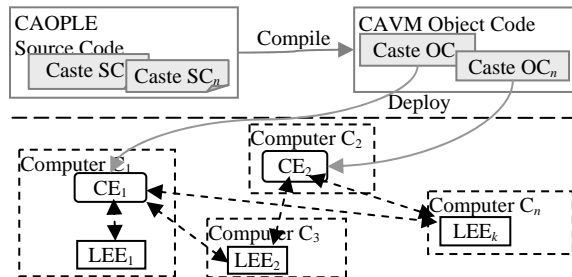 CAOPLE
Source Code
Caste SC
Caste SCn
Compile
CAVM Object Code
Caste OC
Caste OCn
Deploy
Computer C1
CE1
LEE1
Computer C2
CE2
Computer C3
LEE2
Computer Cn
LEEk